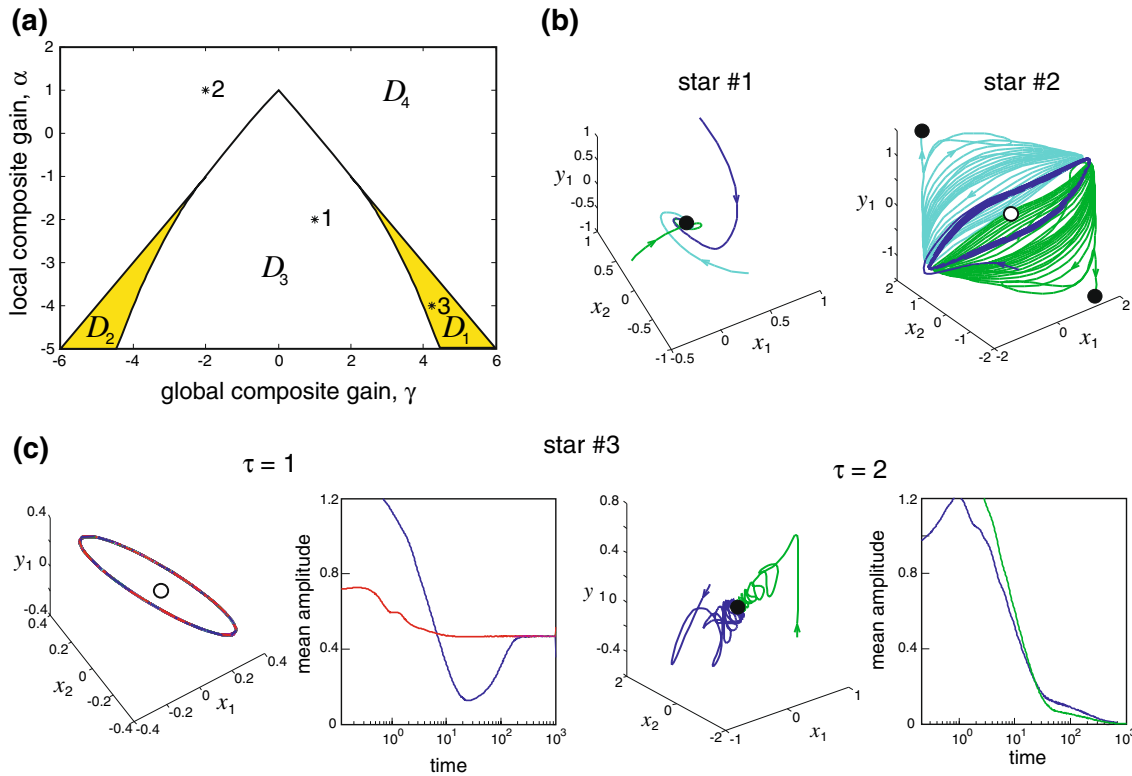 (a)
2
1
0
-1
-2
-3
-4
-5
-6
-4
-2
0
2
4
6
local composite gain, α
global composite gain, γ
*2
D4
*1
D3
*3
D2
D1
(b)
star #1
1
0.5
0
-0.5
-1
y1
1
0.5
0
-0.5
-1
x2
-0.5
0
0.5
1
x1
star #2
1
0
-1
y1
2
1
0
-1
-2
x2
-2
0
2
x1
(c)
star #3
τ = 1
0.4
0.2
0
-0.2
-0.4
y1
0.4
0.2
0
-0.2
-0.4
x2
-0.4
-0.2
0
0.2
0.4
x1
1.2
0.8
0.4
0
mean amplitude
10^0
10^1
10^2
10^3
time
τ = 2
0.8
0.4
0
-0.4
y1
2
0
-2
x2
-1
0
1
x1
1.2
0.8
0.4
0
mean amplitude
10^0
10^1
10^2
10^3
time